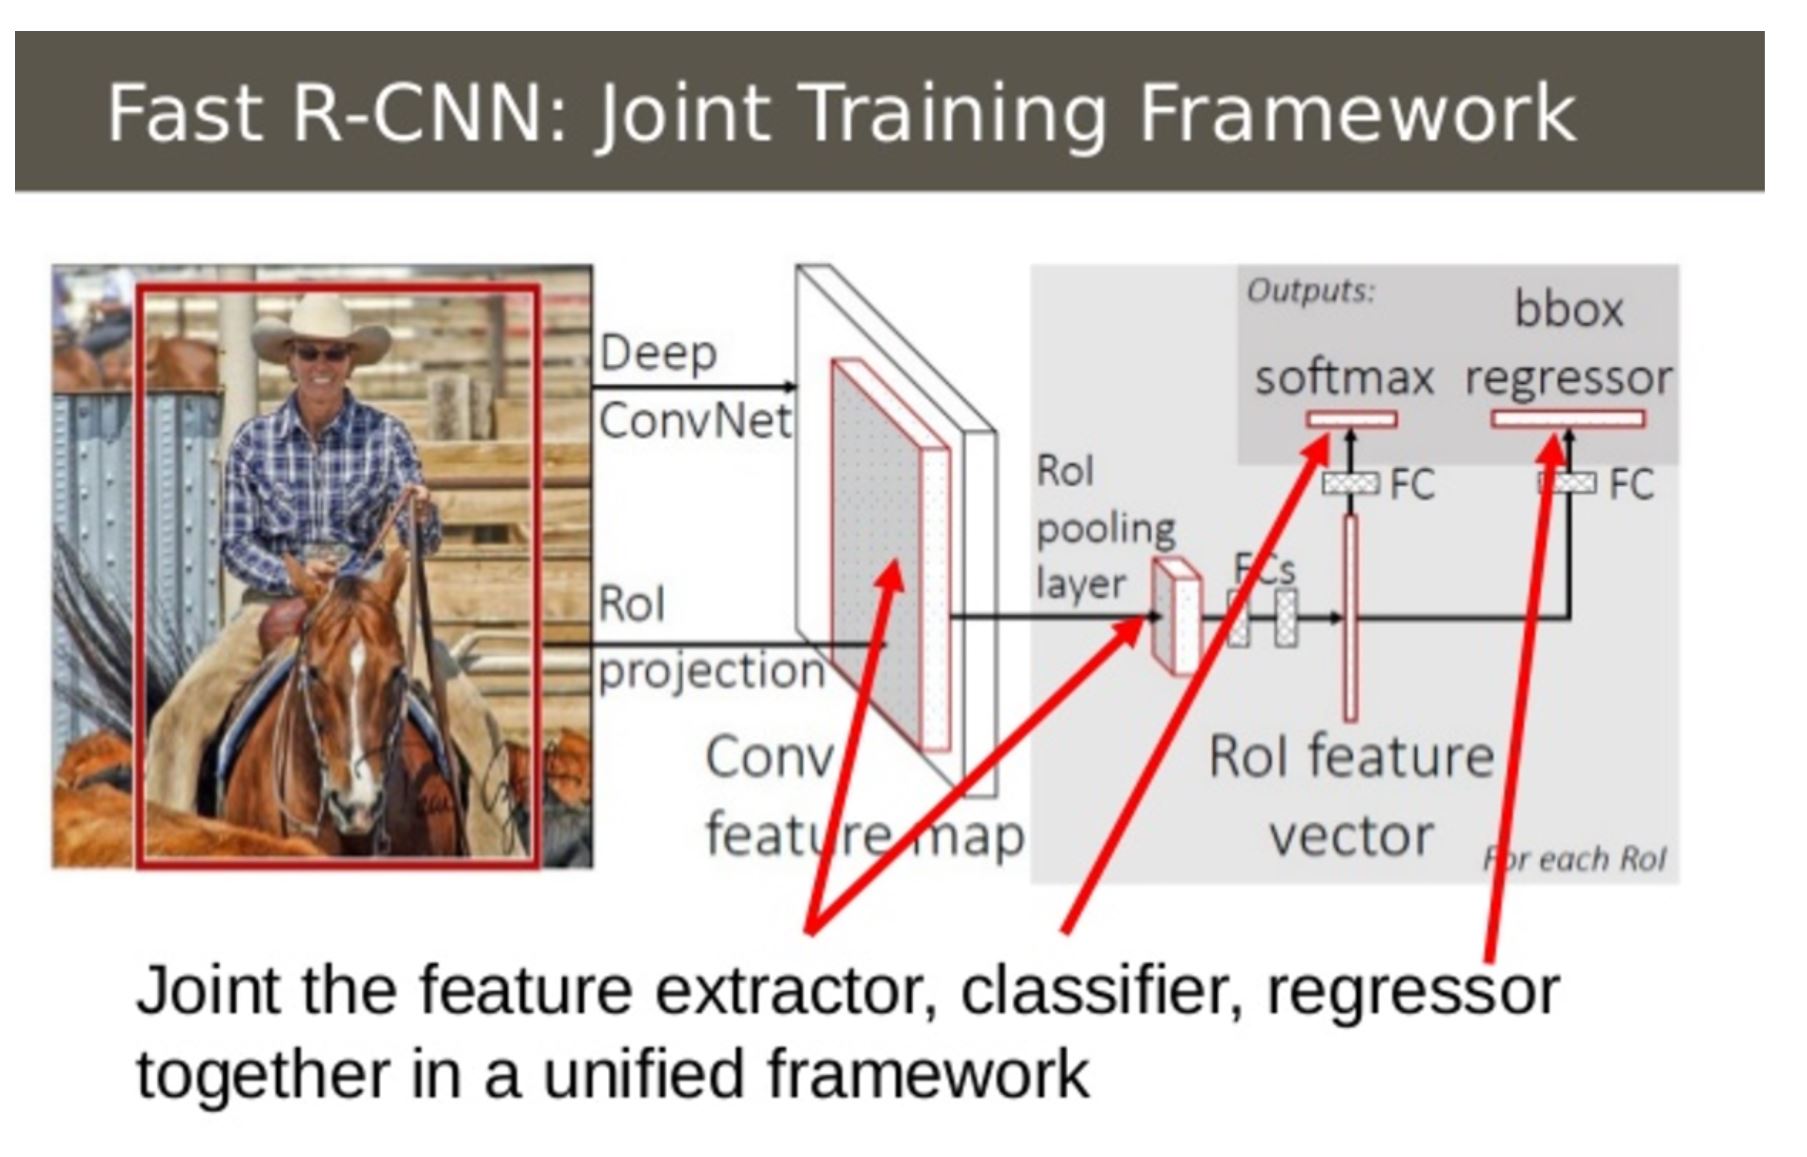 Fast R-CNN: Joint Training Framework
Deep
ConvNet
RoI
projection
Conv
feature map
RoI
pooling
layer
FCs
Outputs:
softmax
bbox
regressor
FC
FC
RoI feature
vector
For each RoI
Joint the feature extractor, classifier, regressor
together in a unified framework